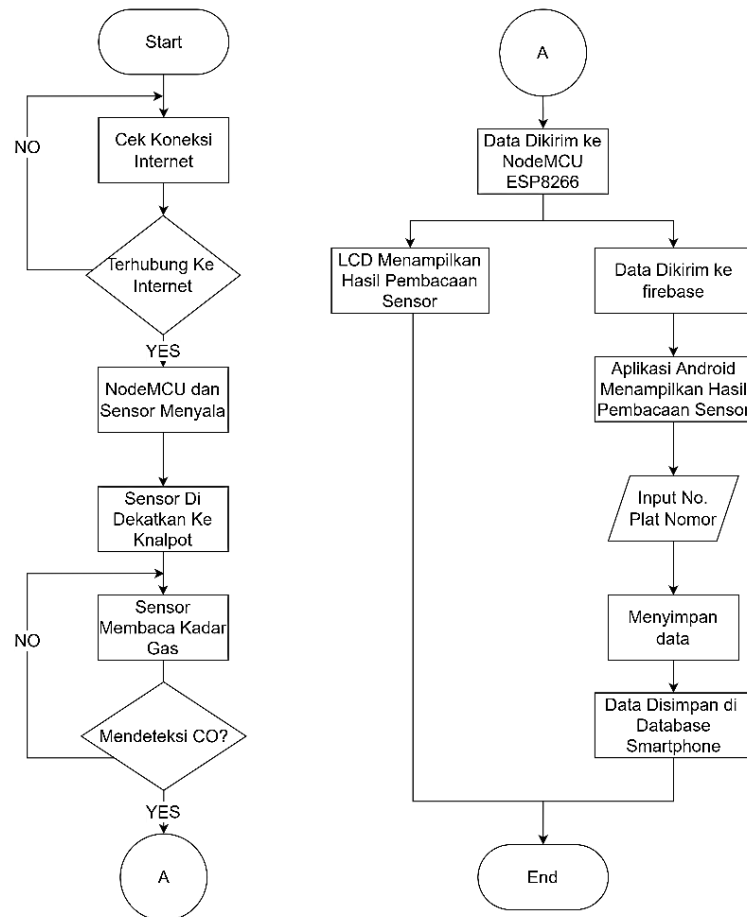 Start
Cek Koneksi
Internet
NO
Terhubung Ke
Internet
YES
NodeMCU dan
Sensor Menyala
Sensor Di
Dekatkan Ke
Knalpot
Sensor
Membaca Kadar
Gas
NO
Mendeteksi CO?
YES
A
A
Data Dikirim ke
NodeMCU
ESP8266
LCD Menampilkan
Hasil Pembacaan
Sensor
Data Dikirim ke
firebase
Aplikasi Android
Menampilkan Hasil
Pembacaan Sensor
Input No.
Plat Nomor
Menyimpan
data
Data Disimpan di
Database
Smartphone
End